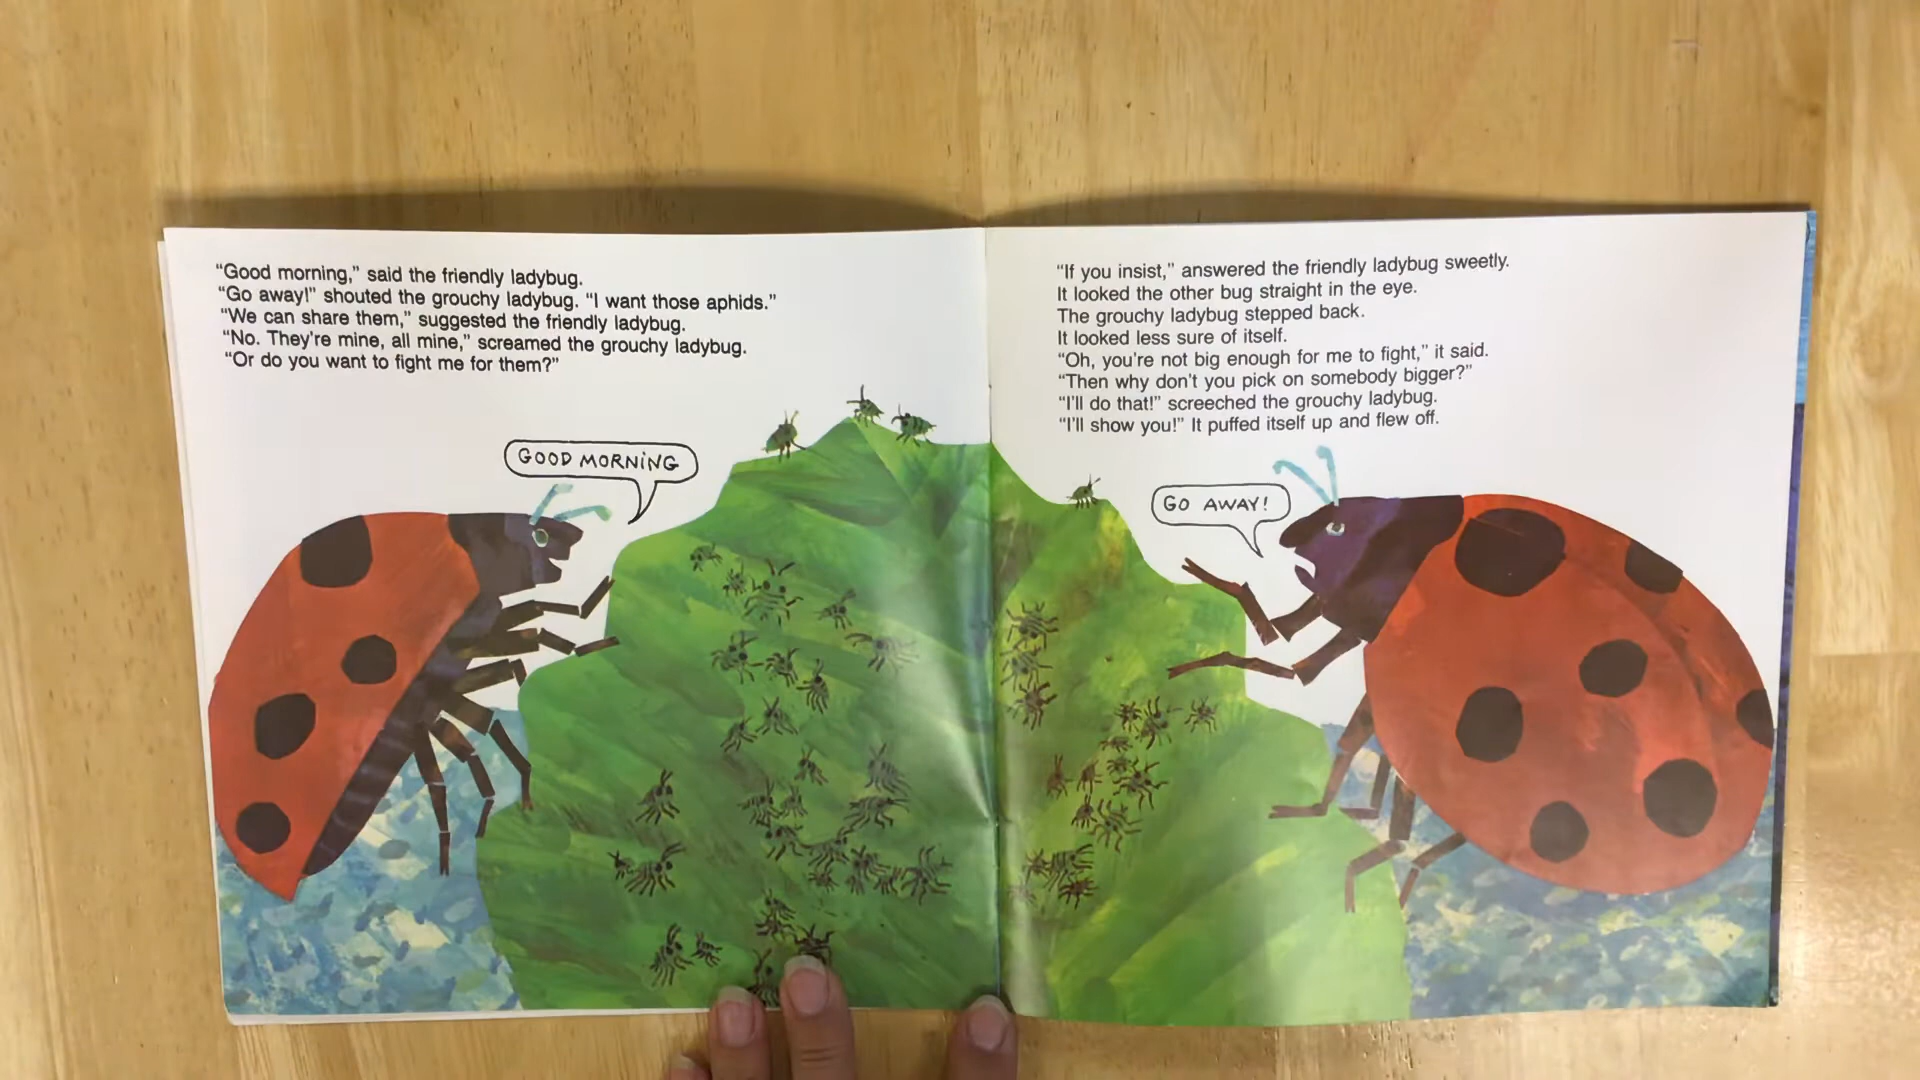 “Good morning,” said the friendly ladybug.
“Go away!” shouted the grouchy ladybug. “I want those aphids.”
“We can share them,” suggested the friendly ladybug.
“No. They’re mine, all mine,” screamed the grouchy ladybug.
“Or do you want to fight me for them?”
GOOD MORNING
“If you insist,” answered the friendly ladybug sweetly.
It looked the other bug straight in the eye.
The grouchy ladybug stepped back.
It looked less sure of itself.
“Oh, you’re not big enough for me to fight,” it said.
“Then why don’t you pick on somebody bigger?”
“I’ll do that!” screeched the grouchy ladybug.
“I’ll show you!” It puffed itself up and flew off.
GO AWAY!